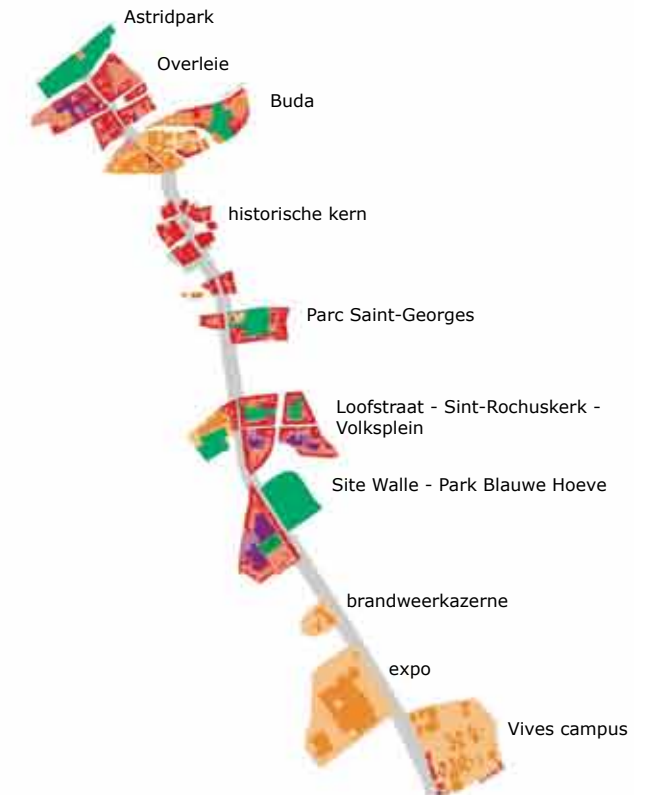 Astridpark
Overleie
Buda
historische kern
Parc Saint-Georges
Loofstraat - Sint-Rochuskerk -
Volksplein
Site Walle - Park Blauwe Hoeve
brandweerkazerne
expo
Vives campus